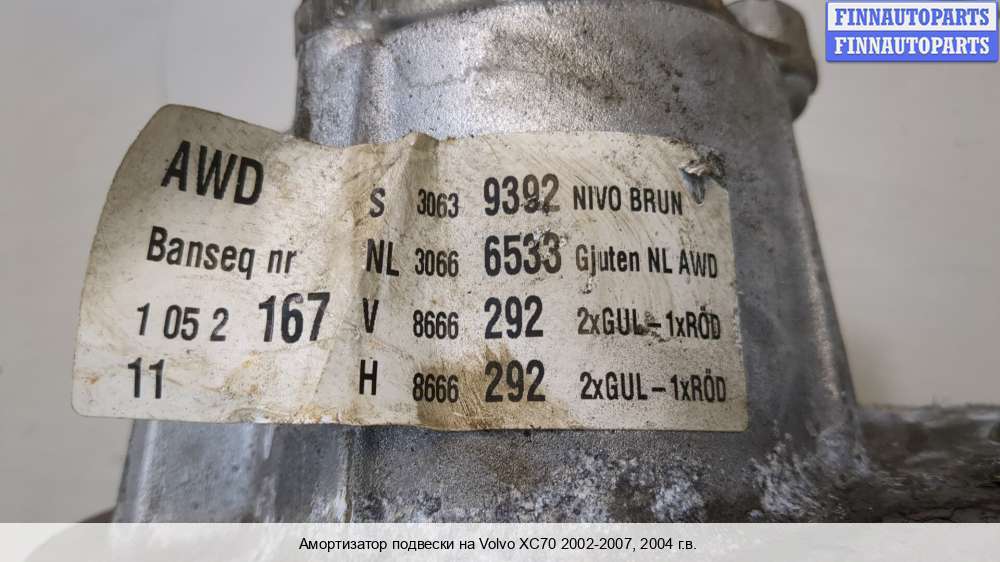 FINNAUTOPARTS
FINNAUTOPARTS
AWD
S 3063 9392 NIVO BRUN
Banseq nr NL 3066 6533 Gjuten NL AWD
1 05 2 167 V 8666 292 2xGUL–1xRÖD
11 H 8666 292 2xGUL–1xRÖD
Амортизатор подвески на Volvo XC70 2002-2007, 2004 г.в.